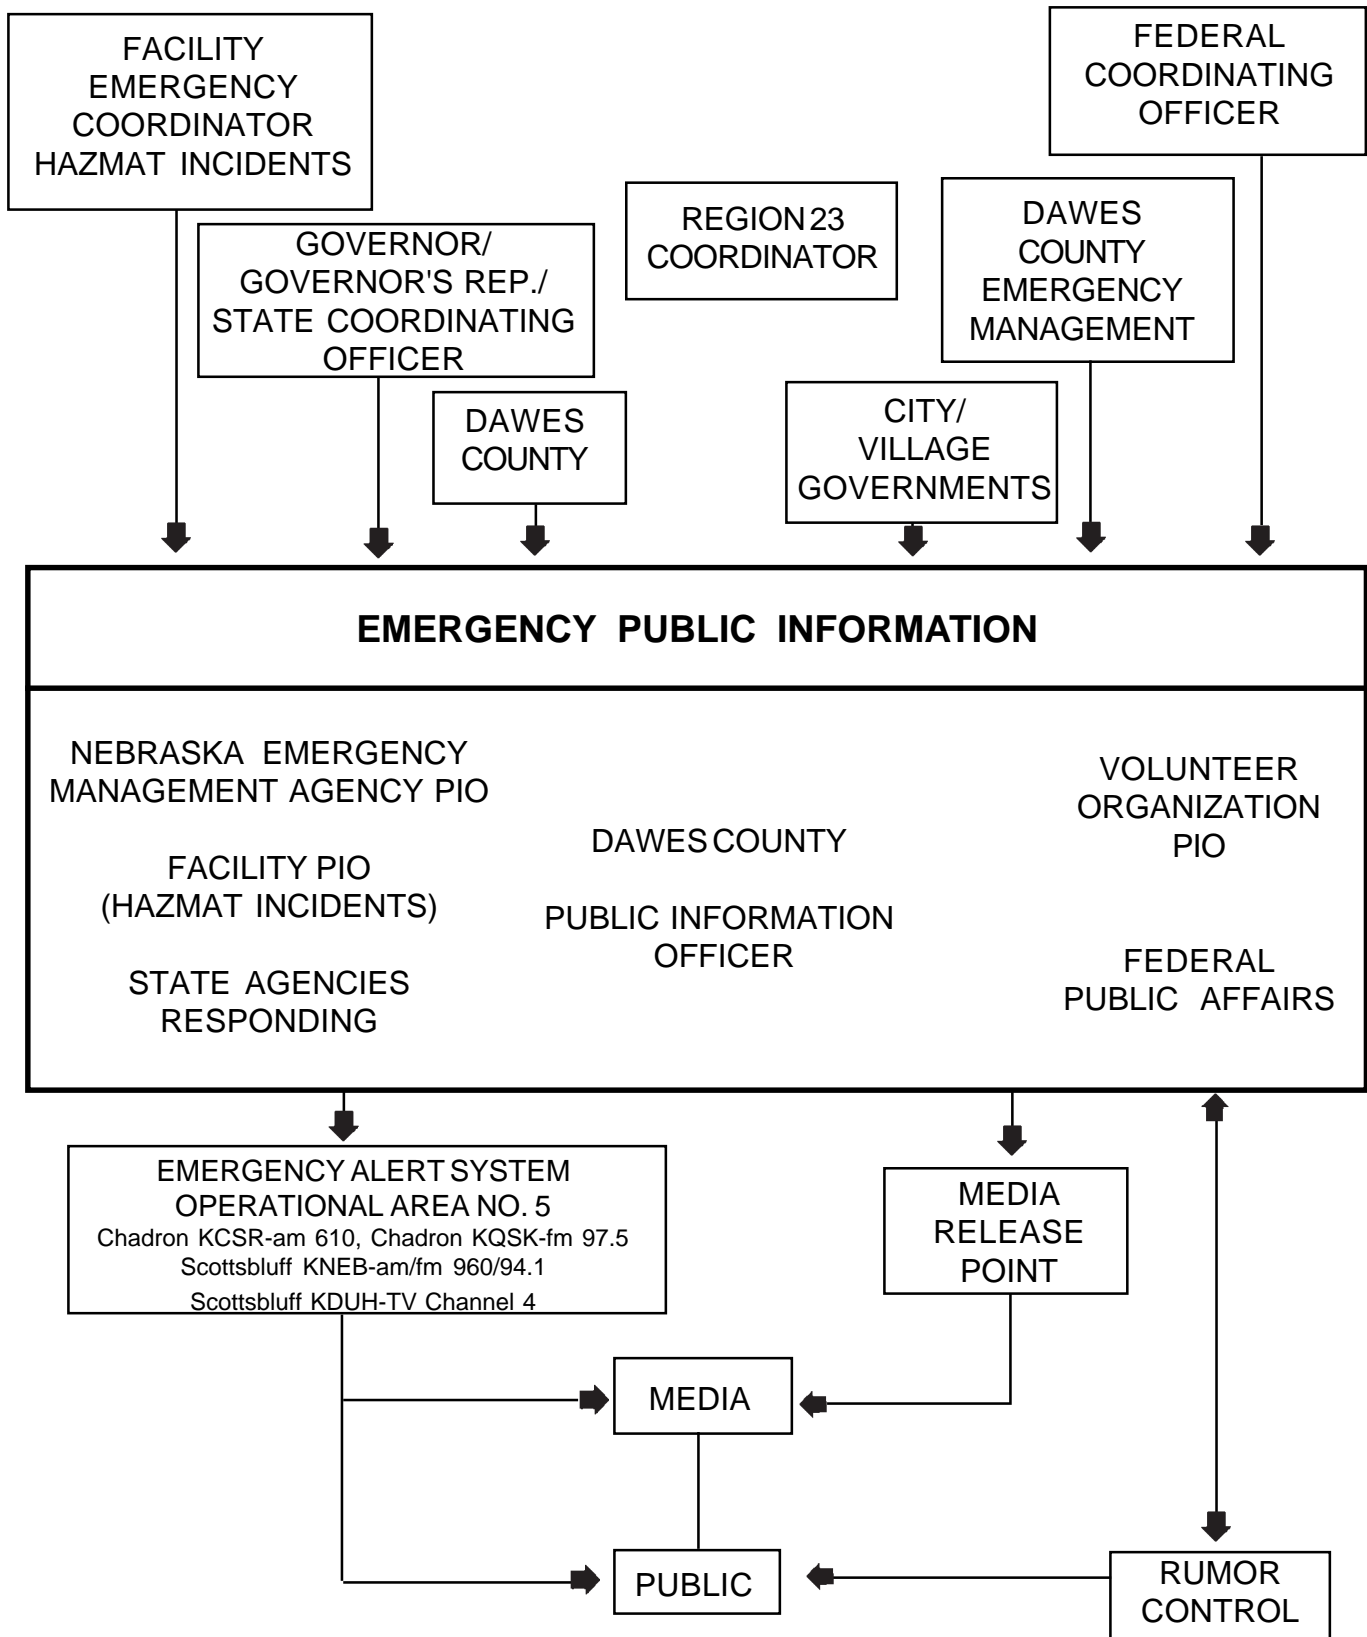 FACILITY
EMERGENCY
COORDINATOR
HAZMAT INCIDENTS
FEDERAL
COORDINATING
OFFICER
GOVERNOR/
GOVERNOR'S REP./
STATE COORDINATING
OFFICER
REGION 23
COORDINATOR
DAWES
COUNTY
EMERGENCY
MANAGEMENT
DAWES
COUNTY
CITY/
VILLAGE
GOVERNMENTS
EMERGENCY PUBLIC INFORMATION
NEBRASKA EMERGENCY
MANAGEMENT AGENCY PIO
FACILITY PIO
(HAZMAT INCIDENTS)
STATE AGENCIES
RESPONDING
DAWES COUNTY
PUBLIC INFORMATION
OFFICER
VOLUNTEER
ORGANIZATION
PIO
FEDERAL
PUBLIC AFFAIRS
EMERGENCY ALERT SYSTEM
OPERATIONAL AREA NO. 5
Chadron KCSR-am 610, Chadron KQSK-fm 97.5
Scottsbluff KNEB-am/fm 960/94.1
Scottsbluff KDUH-TV Channel 4
MEDIA
RELEASE
POINT
MEDIA
PUBLIC
RUMOR
CONTROL